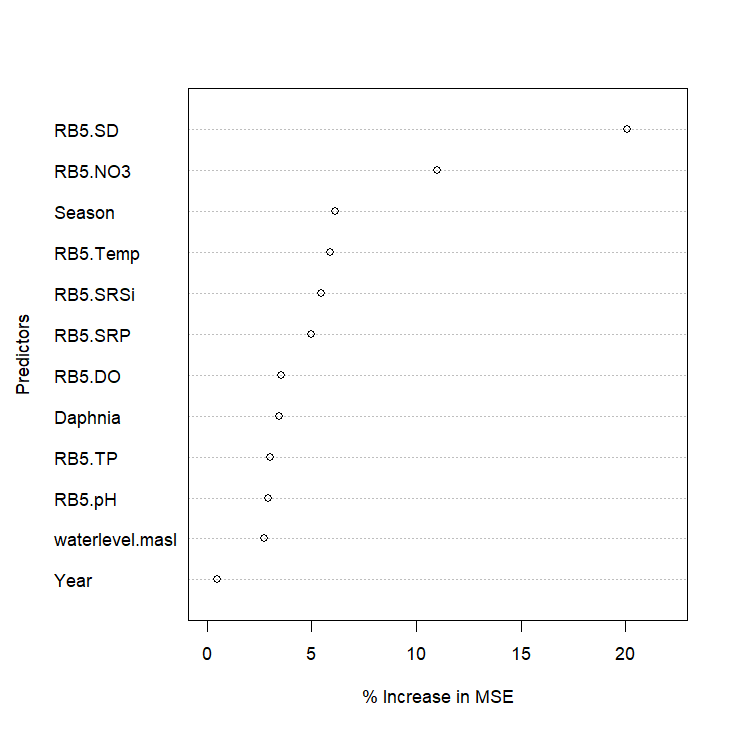 RB5.SD
RB5.NO3
Season
RB5.Temp
RB5.SRSi
RB5.SRP
RB5.DO
Daphnia
RB5.TP
RB5.pH
waterlevel.masl
Year
Predictors
0 5 10 15 20
% Increase in MSE